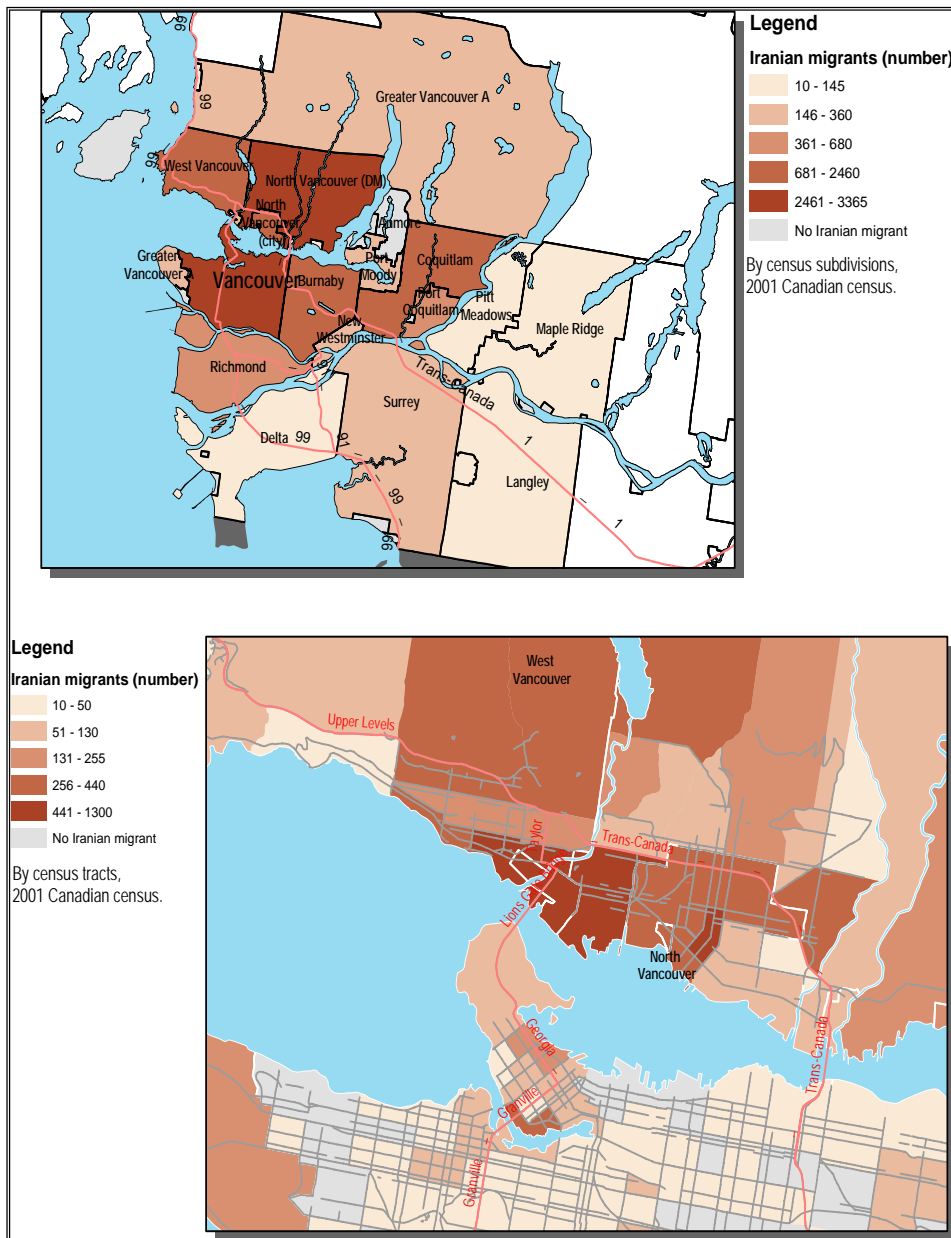 Legend
Iranian migrants (number)
10 - 145
146 - 360
361 - 680
681 - 2460
2461 - 3365
No Iranian migrant
By census subdivisions,
2001 Canadian census.
99
99
99
Greater Vancouver A
West Vancouver
North Vancouver (DM)
North
Vancouver
(city)
Anmore
Greater
Vancouver A
Port
Moody
Coquitlam
Vancouver
Burnaby
Port
Coquitlam
Pitt
Meadows
New
Westminster
Maple Ridge
Richmond
91
Trans-Canada
Surrey
Delta
99
91
1
Langley
99
1
99
Legend
Iranian migrants (number)
10 - 50
51 - 130
131 - 255
256 - 440
441 - 1300
No Iranian migrant
By census tracts,
2001 Canadian census.
West
Vancouver
Upper Levels
Taylor
Trans-Canada
Lions Gate
North
Vancouver
Georgia
Trans-Canada
Granville
Granville